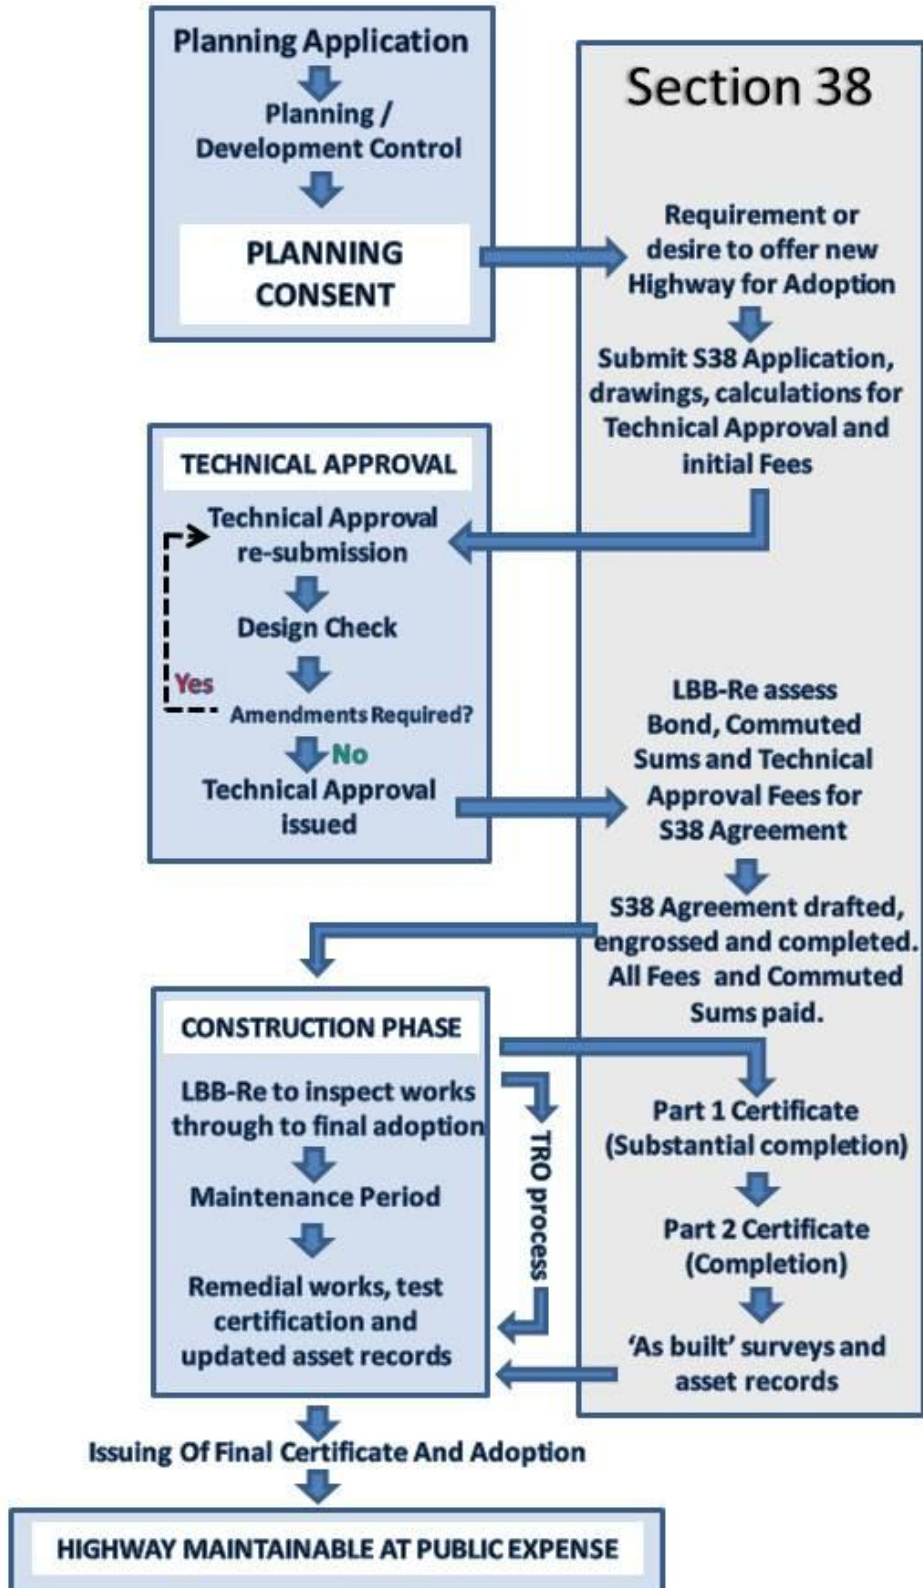 Planning Application
Planning /
Development Control
PLANNING
CONSENT
Section 38
Requirement or
desire to offer new
Highway for Adoption
Submit S38 Application,
drawings, calculations for
Technical Approval and
initial Fees
TECHNICAL APPROVAL
Technical Approval
re-submission
Design Check
Yes
Amendments Required?
No
Technical Approval
issued
LBB-Re assess
Bond, Commuted
Sums and Technical
Approval Fees for
S38 Agreement
S38 Agreement drafted,
engrossed and completed.
All Fees and Commuted
Sums paid.
CONSTRUCTION PHASE
LBB-Re to inspect works
through to final adoption
Maintenance Period
Remedial works, test
certification and
updated asset records
TRO process
Part 1 Certificate
(Substantial completion)
Part 2 Certificate
(Completion)
‘As built’ surveys and
asset records
Issuing Of Final Certificate And Adoption
HIGHWAY MAINTAINABLE AT PUBLIC EXPENSE